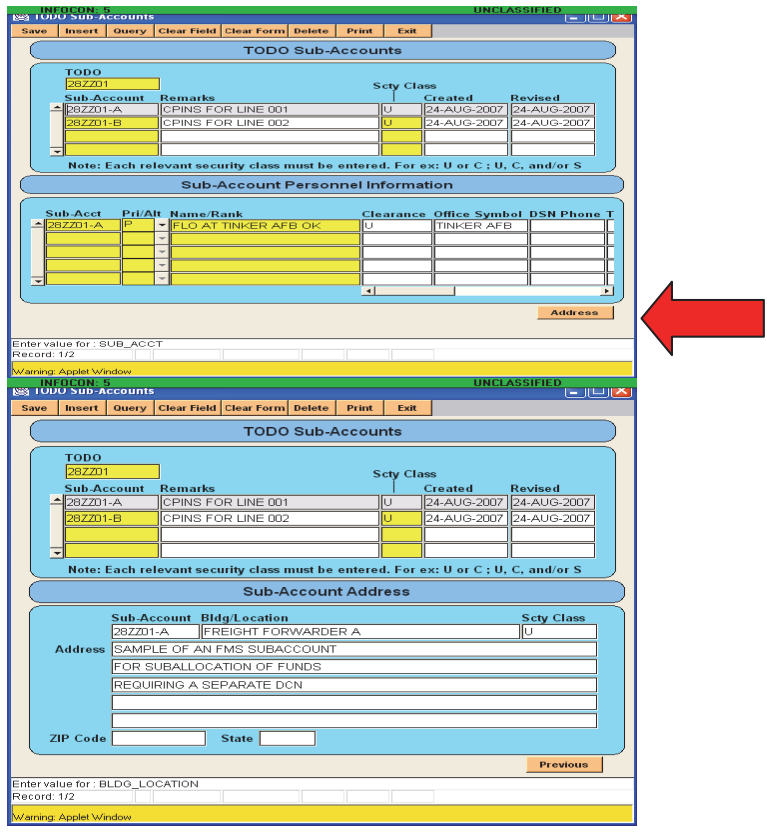 INFOCON: 5 UNCLASSIFIED
TODO Sub-Accounts
Save Insert Query Clear Field Clear Form Delete Print Exit
TODO Sub-Accounts
TODO
28ZZ01
Scty Class
Sub-Account Remarks Created Revised
28ZZ01-A CPINS FOR LINE 001 U 24-AUG-2007 24-AUG-2007
28ZZ01-B CPINS FOR LINE 002 U 24-AUG-2007 24-AUG-2007
Note: Each relevant security class must be entered. For ex: U or C ; U, C, and/or S
Sub-Account Personnel Information
Sub-Acct Pri/Alt Name/Rank Clearance Office Symbol DSN Phone T
28ZZ01-A P FLO AT TINKER AFB OK U TINKER AFB
Address
Enter value for : SUB_ACCT
Record: 1/2
Warning: Applet Window
INFOCON: 5 UNCLASSIFIED
TODO Sub-Accounts
Save Insert Query Clear Field Clear Form Delete Print Exit
TODO Sub-Accounts
TODO
28ZZ01
Scty Class
Sub-Account Remarks Created Revised
28ZZ01-A CPINS FOR LINE 001 U 24-AUG-2007 24-AUG-2007
28ZZ01-B CPINS FOR LINE 002 U 24-AUG-2007 24-AUG-2007
Note: Each relevant security class must be entered. For ex: U or C ; U, C, and/or S
Sub-Account Address
Sub-Account Bldg/Location Scty Class
28ZZ01-A FREIGHT FORWARDER A U
Address SAMPLE OF AN FMS SUBACCOUNT
FOR SUBALLOCATION OF FUNDS
REQUIRING A SEPARATE DCN
ZIP Code State
Previous
Enter value for : BLDG_LOCATION
Record: 1/2
Warning: Applet Window